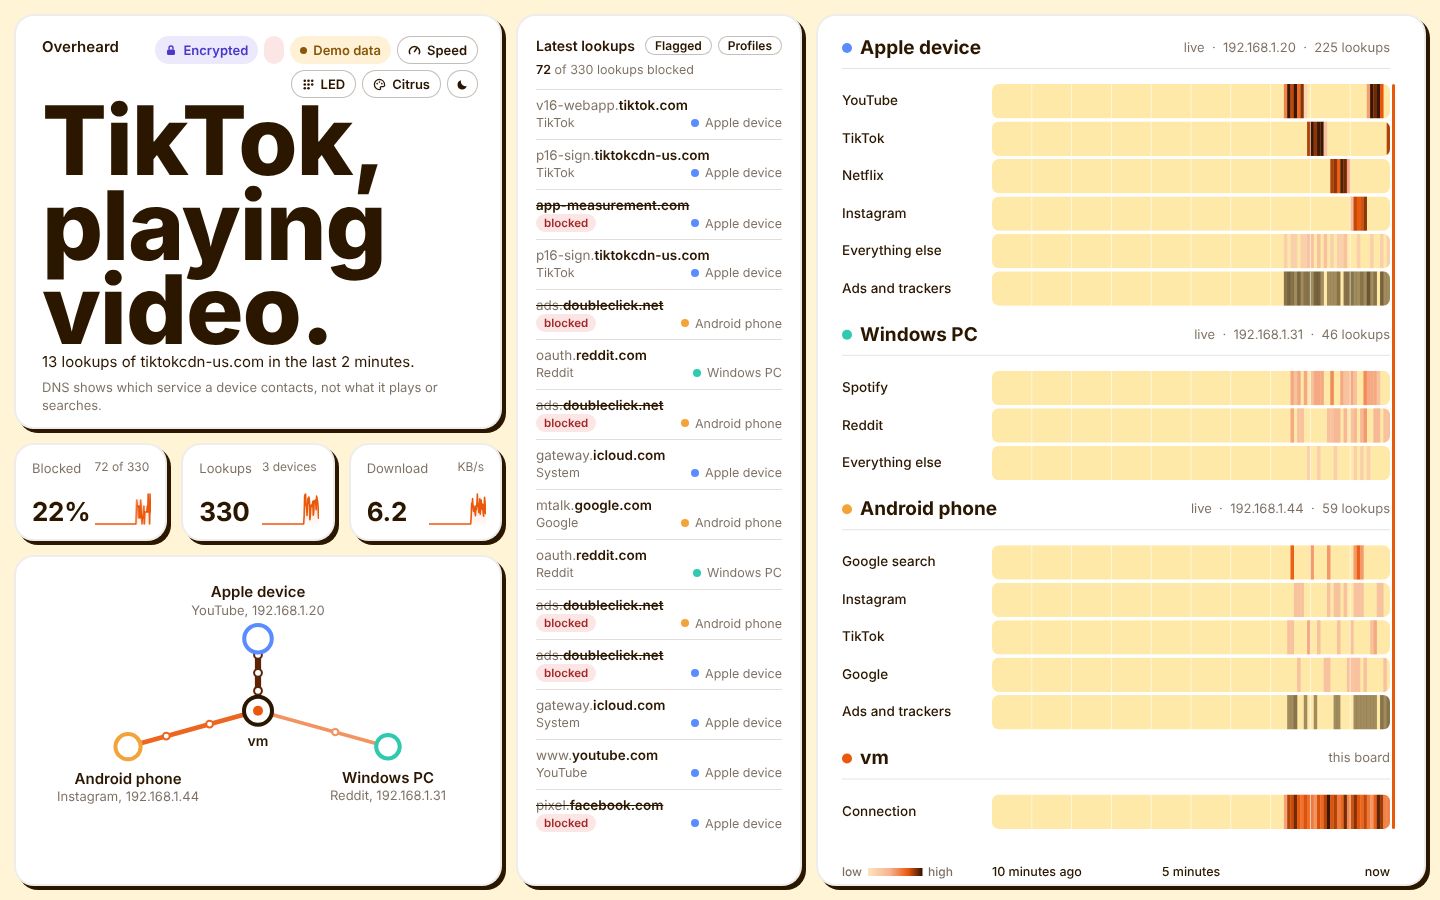 Overheard
Encrypted
Demo data
Speed
LED
Citrus
TikTok,
playing
video.
13 lookups of tiktokcdn-us.com in the last 2 minutes.
DNS shows which service a device contacts, not what it plays or
searches.
Blocked 72 of 330
22%
Lookups 3 devices
330
Download KB/s
6.2
Apple device
YouTube, 192.168.1.20
vm
Android phone
Instagram, 192.168.1.44
Windows PC
Reddit, 192.168.1.31
Latest lookups Flagged Profiles
72 of 330 lookups blocked
v16-webapp.tiktok.com
TikTok Apple device
p16-sign.tiktokcdn-us.com
TikTok Apple device
app-measurement.com
blocked Apple device
p16-sign.tiktokcdn-us.com
TikTok Apple device
ads.doubleclick.net
blocked Android phone
oauth.reddit.com
Reddit Windows PC
ads.doubleclick.net
blocked Android phone
gateway.icloud.com
System Apple device
mtalk.google.com
Google Android phone
oauth.reddit.com
Reddit Windows PC
ads.doubleclick.net
blocked Android phone
ads.doubleclick.net
blocked Apple device
gateway.icloud.com
System Apple device
www.youtube.com
YouTube Apple device
pixel.facebook.com
blocked Apple device
Apple device live · 192.168.1.20 · 225 lookups
YouTube
TikTok
Netflix
Instagram
Everything else
Ads and trackers
Windows PC live · 192.168.1.31 · 46 lookups
Spotify
Reddit
Everything else
Android phone live · 192.168.1.44 · 59 lookups
Google search
Instagram
TikTok
Google
Ads and trackers
vm this board
Connection
low high 10 minutes ago 5 minutes now